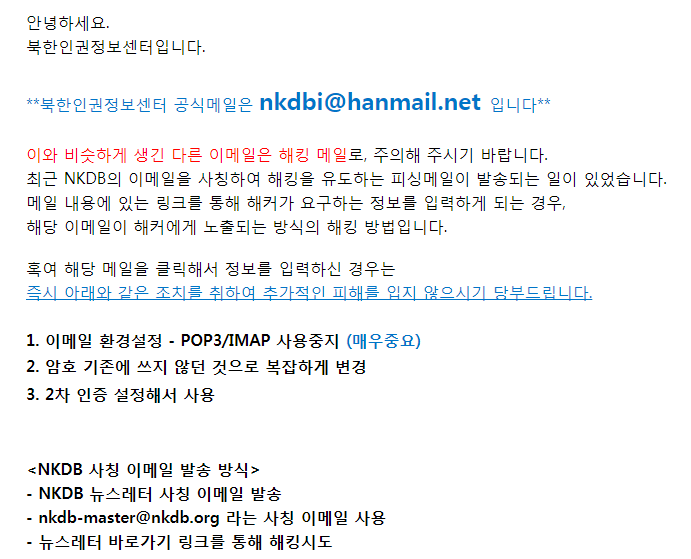 안녕하세요.
북한인권정보센터입니다.
**북한인권정보센터 공식메일은 nkdbi@hanmail.net 입니다**
이와 비슷하게 생긴 다른 이메일은 해킹 메일로, 주의해 주시기 바랍니다.
최근 NKDB의 이메일을 사칭하여 해킹을 유도하는 피싱메일이 발송되는 일이 있었습니다.
메일 내용에 있는 링크를 통해 해커가 요구하는 정보를 입력하게 되는 경우,
해당 이메일이 해커에게 노출되는 방식의 해킹 방법입니다.
혹여 해당 메일을 클릭해서 정보를 입력하신 경우는
즉시 아래와 같은 조치를 취하여 추가적인 피해를 입지 않으시기 당부드립니다.
1. 이메일 환경설정 - POP3/IMAP 사용중지 (매우중요)
2. 암호 기존에 쓰지 않던 것으로 복잡하게 변경
3. 2차 인증 설정해서 사용
<NKDB 사칭 이메일 발송 방식>
- NKDB 뉴스레터 사칭 이메일 발송
- nkdb-master@nkdb.org 라는 사칭 이메일 사용
- 뉴스레터 바로가기 링크를 통해 해킹시도